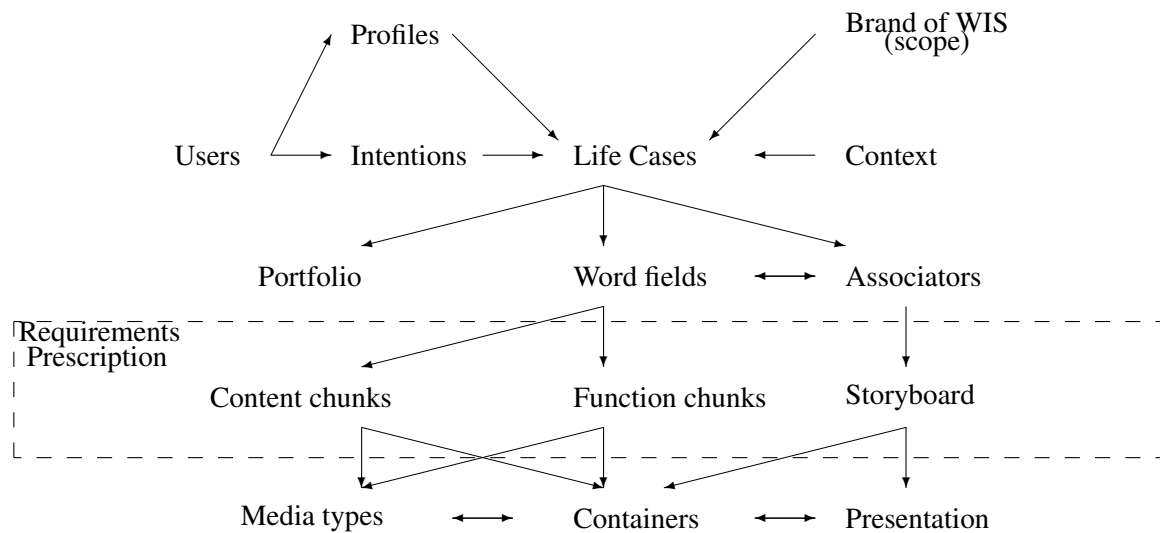 Profiles
Brand of WIS
(scope)
Users
Intentions
Life Cases
Context
Portfolio
Word fields
Associators
Requirements
Prescription
Content chunks
Function chunks
Storyboard
Media types
Containers
Presentation